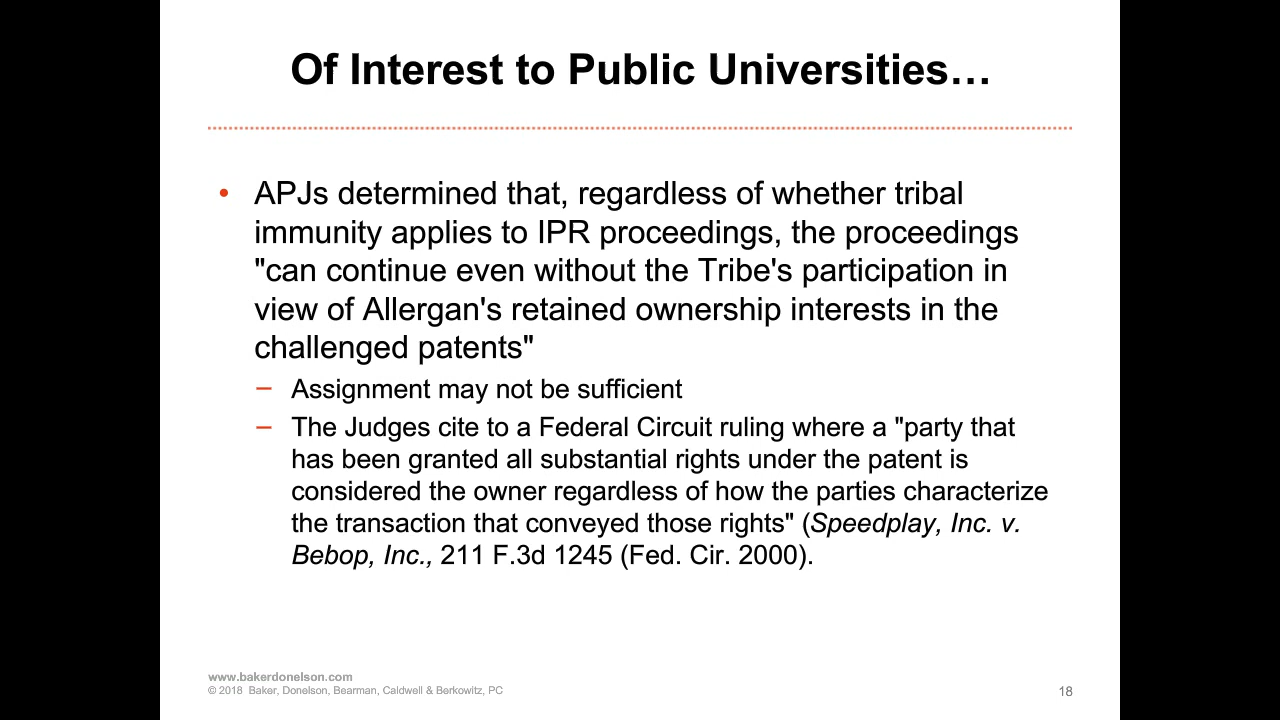 Of Interest to Public Universities…
• APJs determined that, regardless of whether tribal
immunity applies to IPR proceedings, the proceedings
"can continue even without the Tribe's participation in
view of Allergan's retained ownership interests in the
challenged patents"
– Assignment may not be sufficient
– The Judges cite to a Federal Circuit ruling where a "party that
has been granted all substantial rights under the patent is
considered the owner regardless of how the parties characterize
the transaction that conveyed those rights" (Speedplay, Inc. v.
Bebop, Inc., 211 F.3d 1245 (Fed. Cir. 2000).
www.bakerdonelson.com
© 2018 Baker, Donelson, Bearman, Caldwell & Berkowitz, PC
18